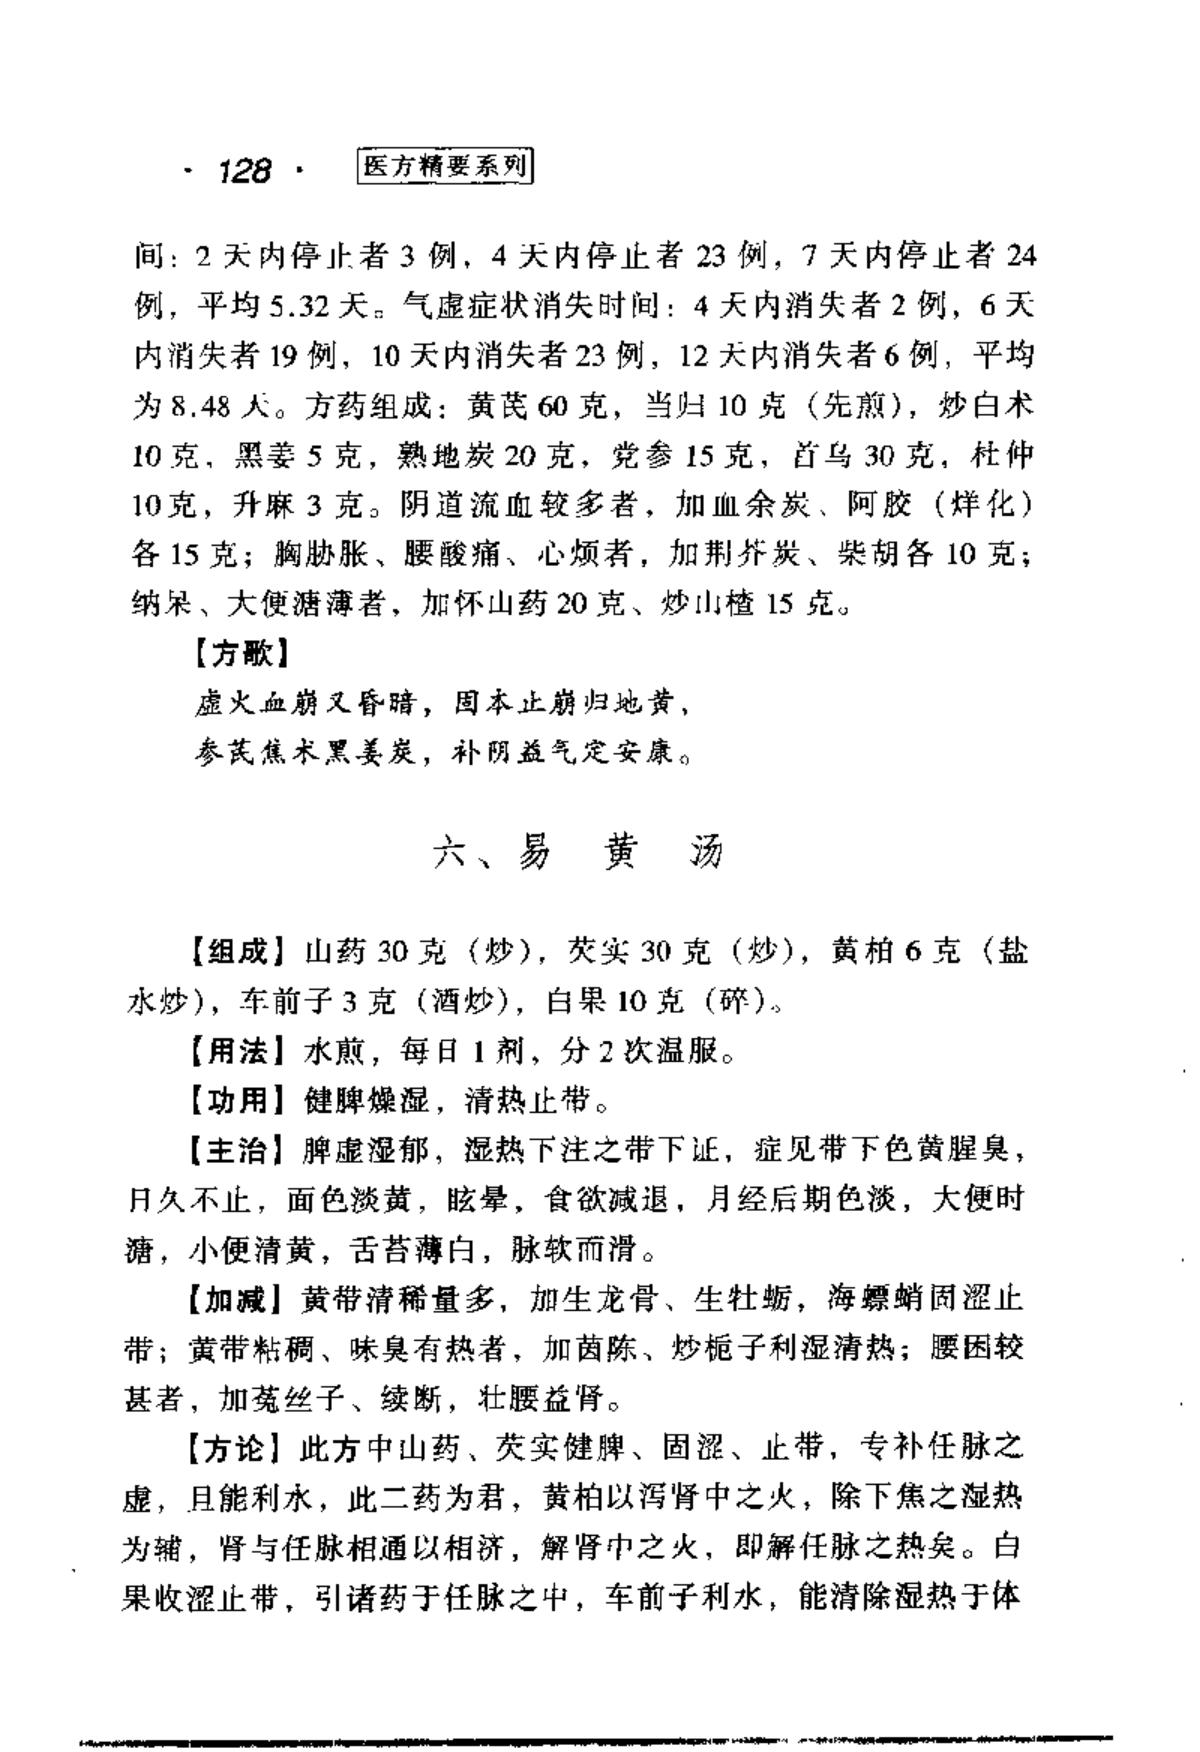 · 128 · 医方精要系列
间：2 天内停止者 3 例，4 天内停止者 23 例，7 天内停止者 24
例，平均 5.32 天。气虚症状消失时间：4 天内消失者 2 例，6 天
内消失者 19 例，10 天内消失者 23 例，12 天内消失者 6 例，平均
为 8.48 天。方药组成：黄芪 60 克，当归 10 克（先煎），炒白术
10 克，黑姜 5 克，熟地炭 20 克，党参 15 克，首乌 30 克，杜仲
10 克，升麻 3 克。阴道流血较多者，加血余炭、阿胶（烊化）
各 15 克；胸胁胀、腰酸痛、心烦者，加荆芥炭、柴胡各 10 克；
纳呆、大便溏薄者，加怀山药 20 克、炒山楂 15 克。
【方歌】
虚火血崩又昏暗，固本止崩归地黄，
参芪焦术黑姜炭，补阴益气定安康。
六、易 黄 汤
【组成】山药 30 克（炒），芡实 30 克（炒），黄柏 6 克（盐
水炒），车前子 3 克（酒炒），白果 10 克（碎）。
【用法】水煎，每日 1 剂，分 2 次温服。
【功用】健脾燥湿，清热止带。
【主治】脾虚湿郁，湿热下注之带下证，症见带下色黄腥臭，
日久不止，面色淡黄，眩晕，食欲减退，月经后期色淡，大便时
溏，小便清黄，舌苔薄白，脉软而滑。
【加减】黄带清稀量多，加生龙骨、生牡蛎，海螵蛸固涩止
带；黄带粘稠、味臭有热者，加茵陈、炒栀子利湿清热；腰困较
甚者，加菟丝子、续断，壮腰益肾。
【方论】此方中山药、芡实健脾、固涩、止带，专补任脉之
虚，且能利水，此二药为君，黄柏以泻肾中之火，除下焦之湿热
为辅，肾与任脉相通以相济，解肾中之火，即解任脉之热矣。白
果收涩止带，引诸药于任脉之中，车前子利水，能清除湿热于体